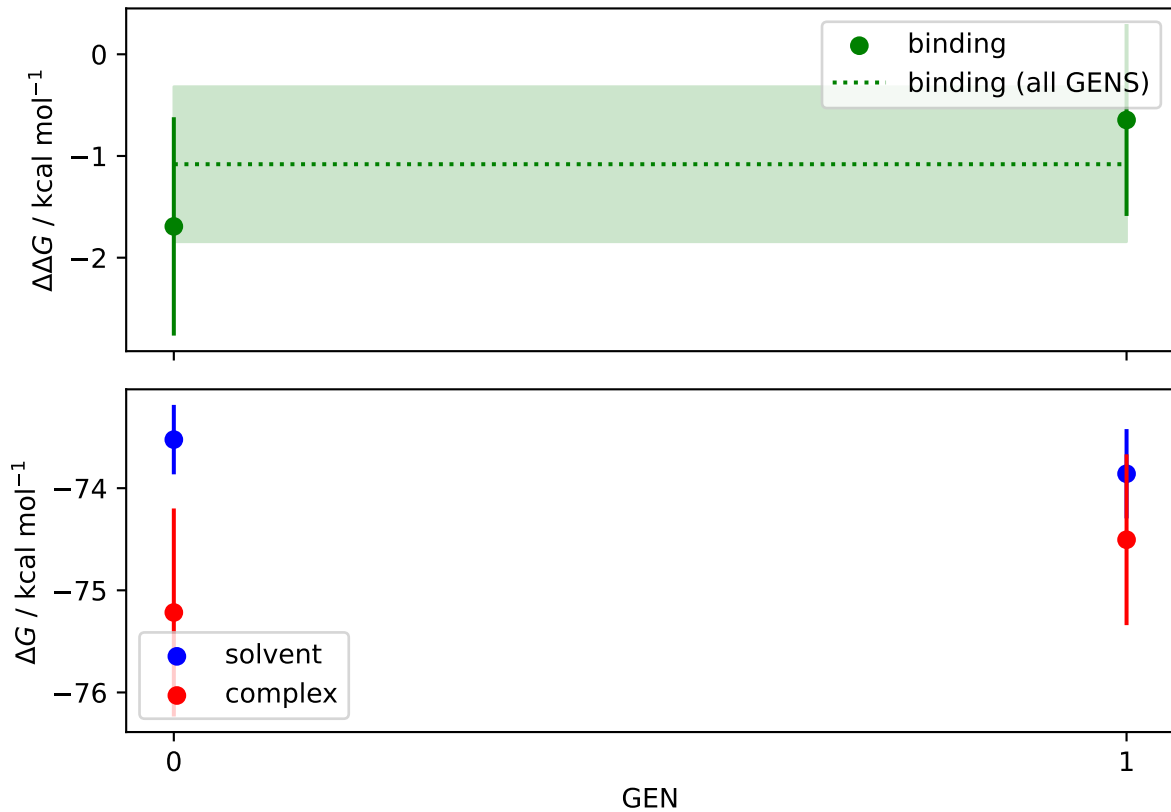 0
−1
−2
ΔΔG / kcal mol⁻¹
binding
binding (all GENS)
−74
−75
−76
ΔG / kcal mol⁻¹
solvent
complex
0
1
GEN